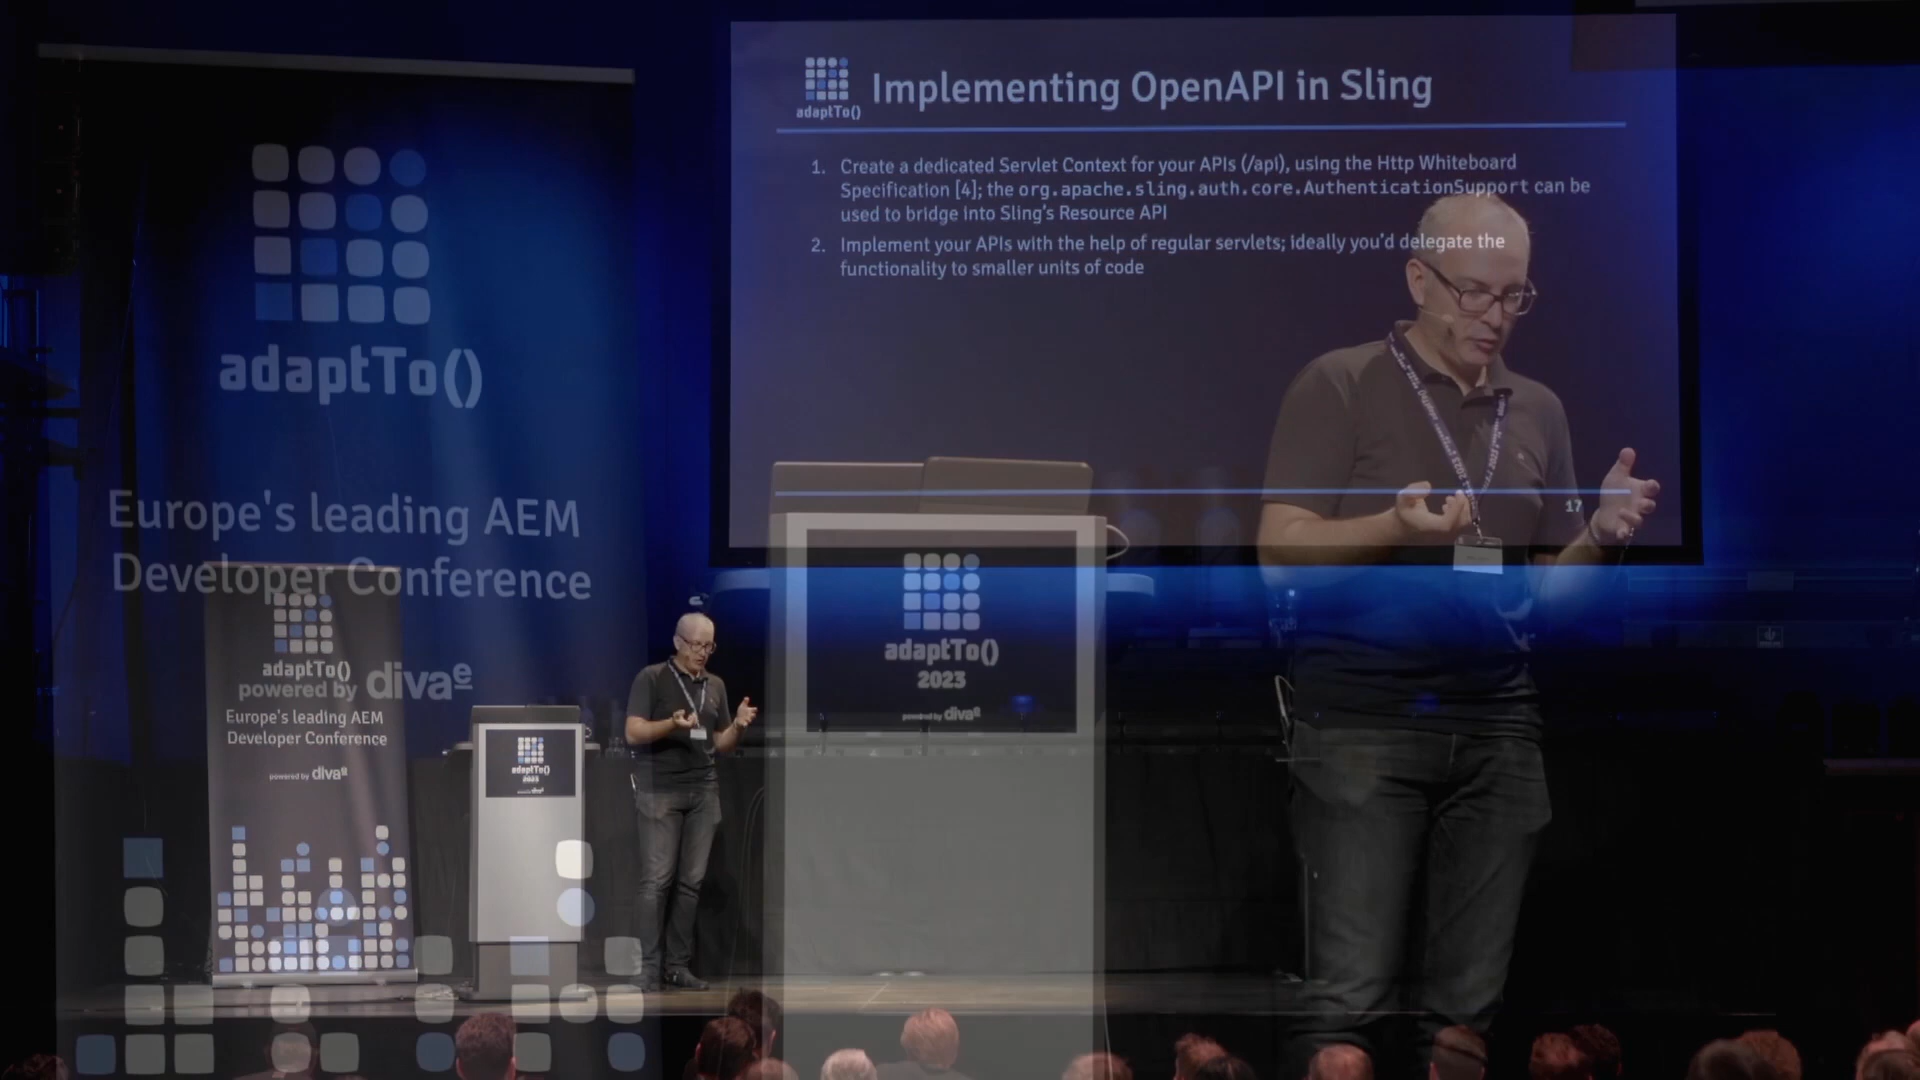 adaptTo()
Implementing OpenAPI in Sling
1. Create a dedicated Servlet Context for your APIs (/api), using the Http Whiteboard
Specification [4]; the org.apache.sling.auth.core.AuthenticationSupport can be
used to bridge into Sling's Resource API
2. Implement your APIs with the help of regular servlets; ideally you'd delegate the
functionality to smaller units of code
17
adaptTo()
Europe's leading AEM
Developer Conference
powered by divae
adaptTo()
Europe's leading AEM
Developer Conference
powered by divae
adaptTo()
2023
powered by divae
adaptTo()
2023